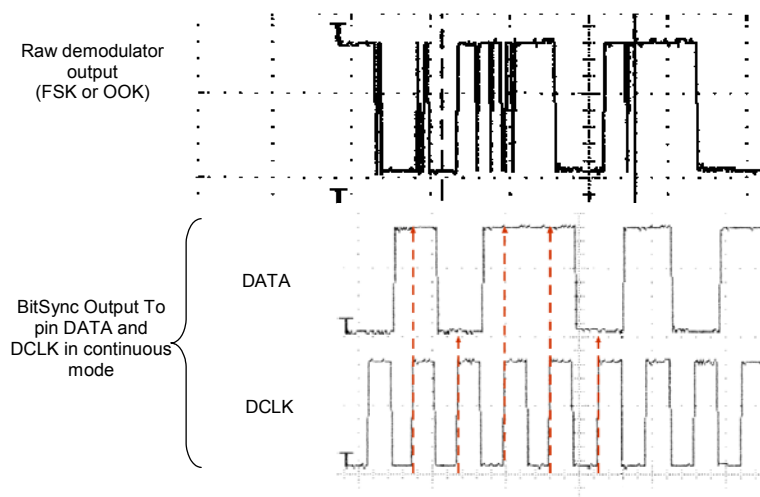 Raw demodulator
output
(FSK or OOK)
DATA
BitSync Output To
pin DATA and
DCLK in continuous
mode
DCLK